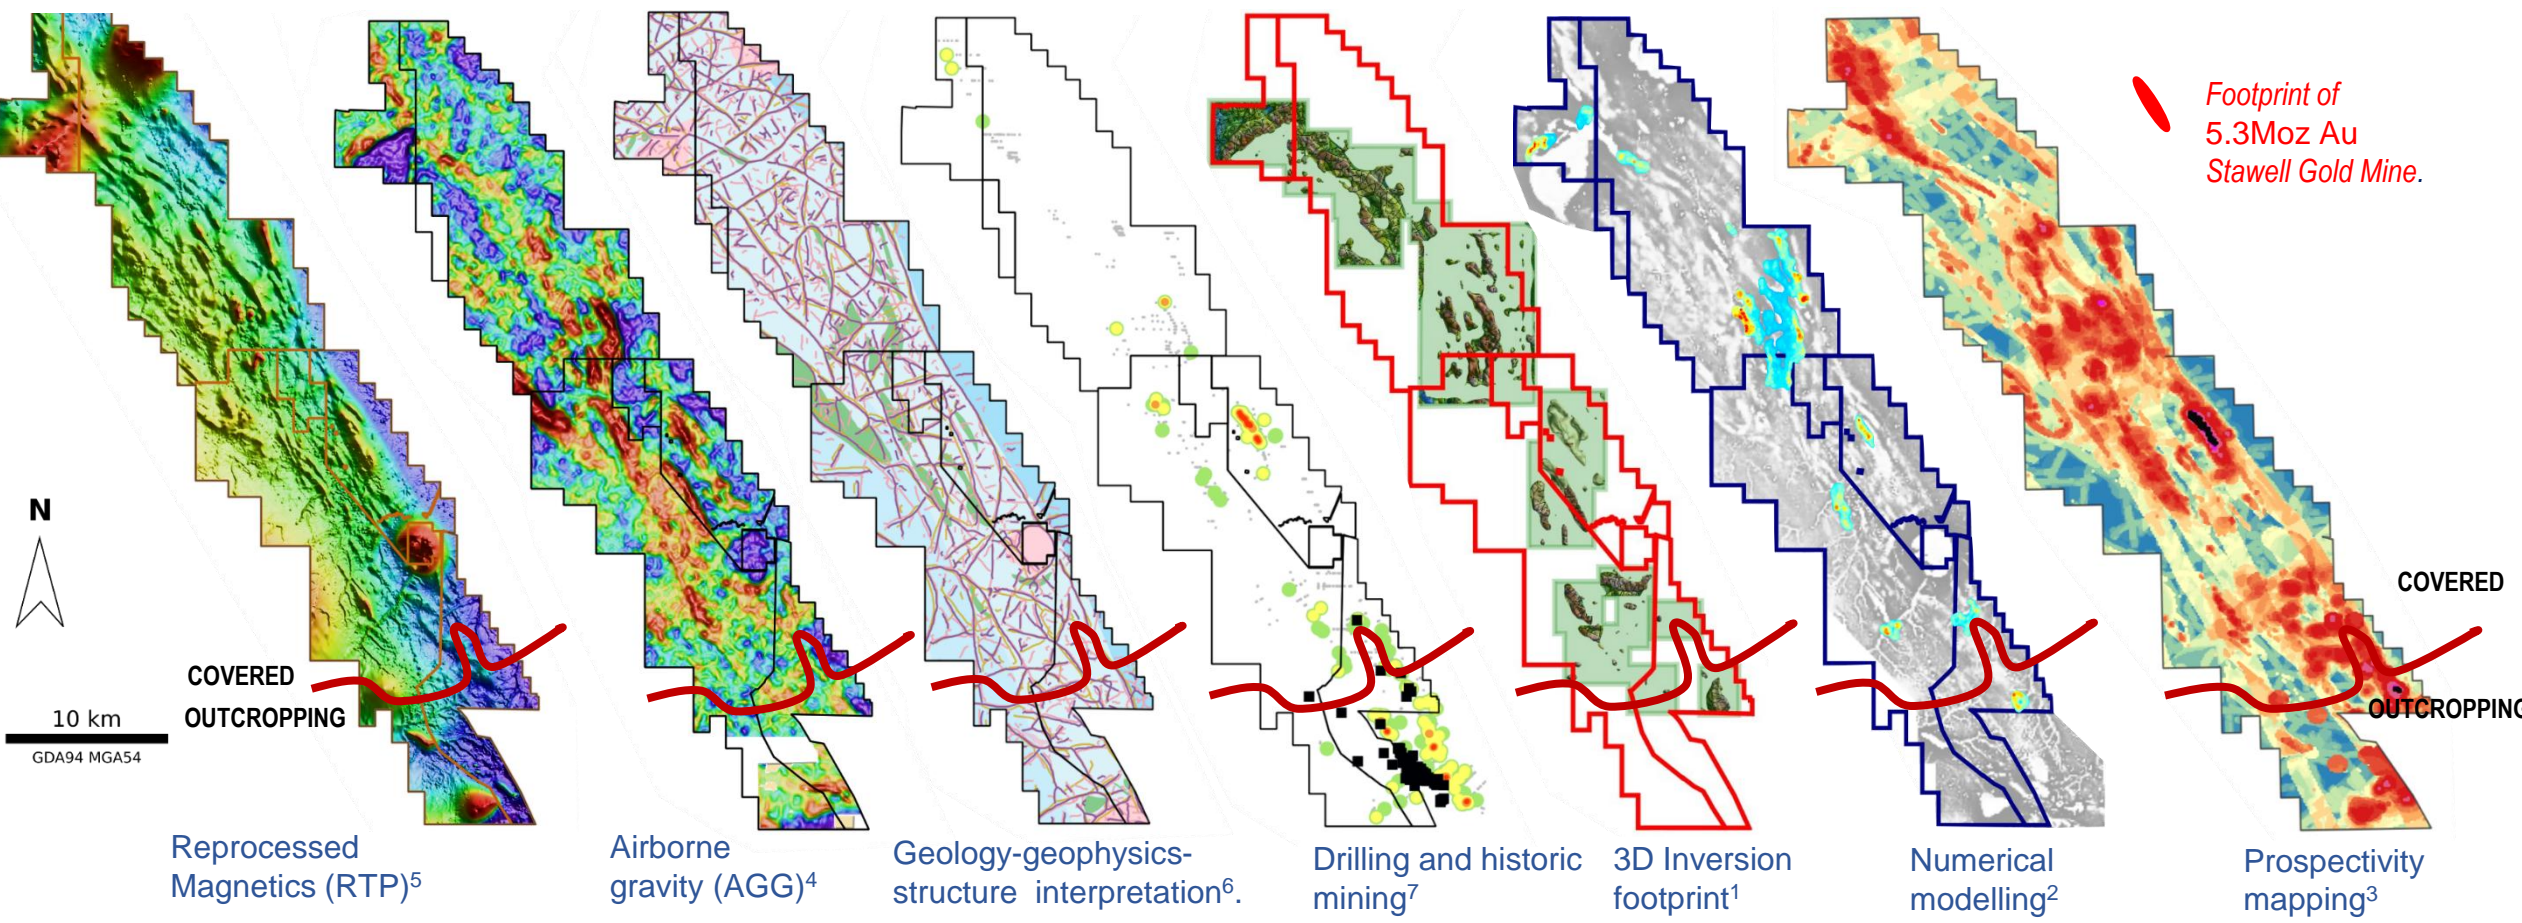 Footprint of
5.3Moz Au
Stawell Gold Mine.
N
COVERED
OUTCROPPING
10 km
GDA94 MGA54
COVERED
OUTCROPPING
Reprocessed
Magnetics (RTP)⁵
Airborne
gravity (AGG)⁴
Geology-geophysics-
structure interpretation⁶.
Drilling and historic
mining⁷
3D Inversion
footprint¹
Numerical
modelling²
Prospectivity
mapping³